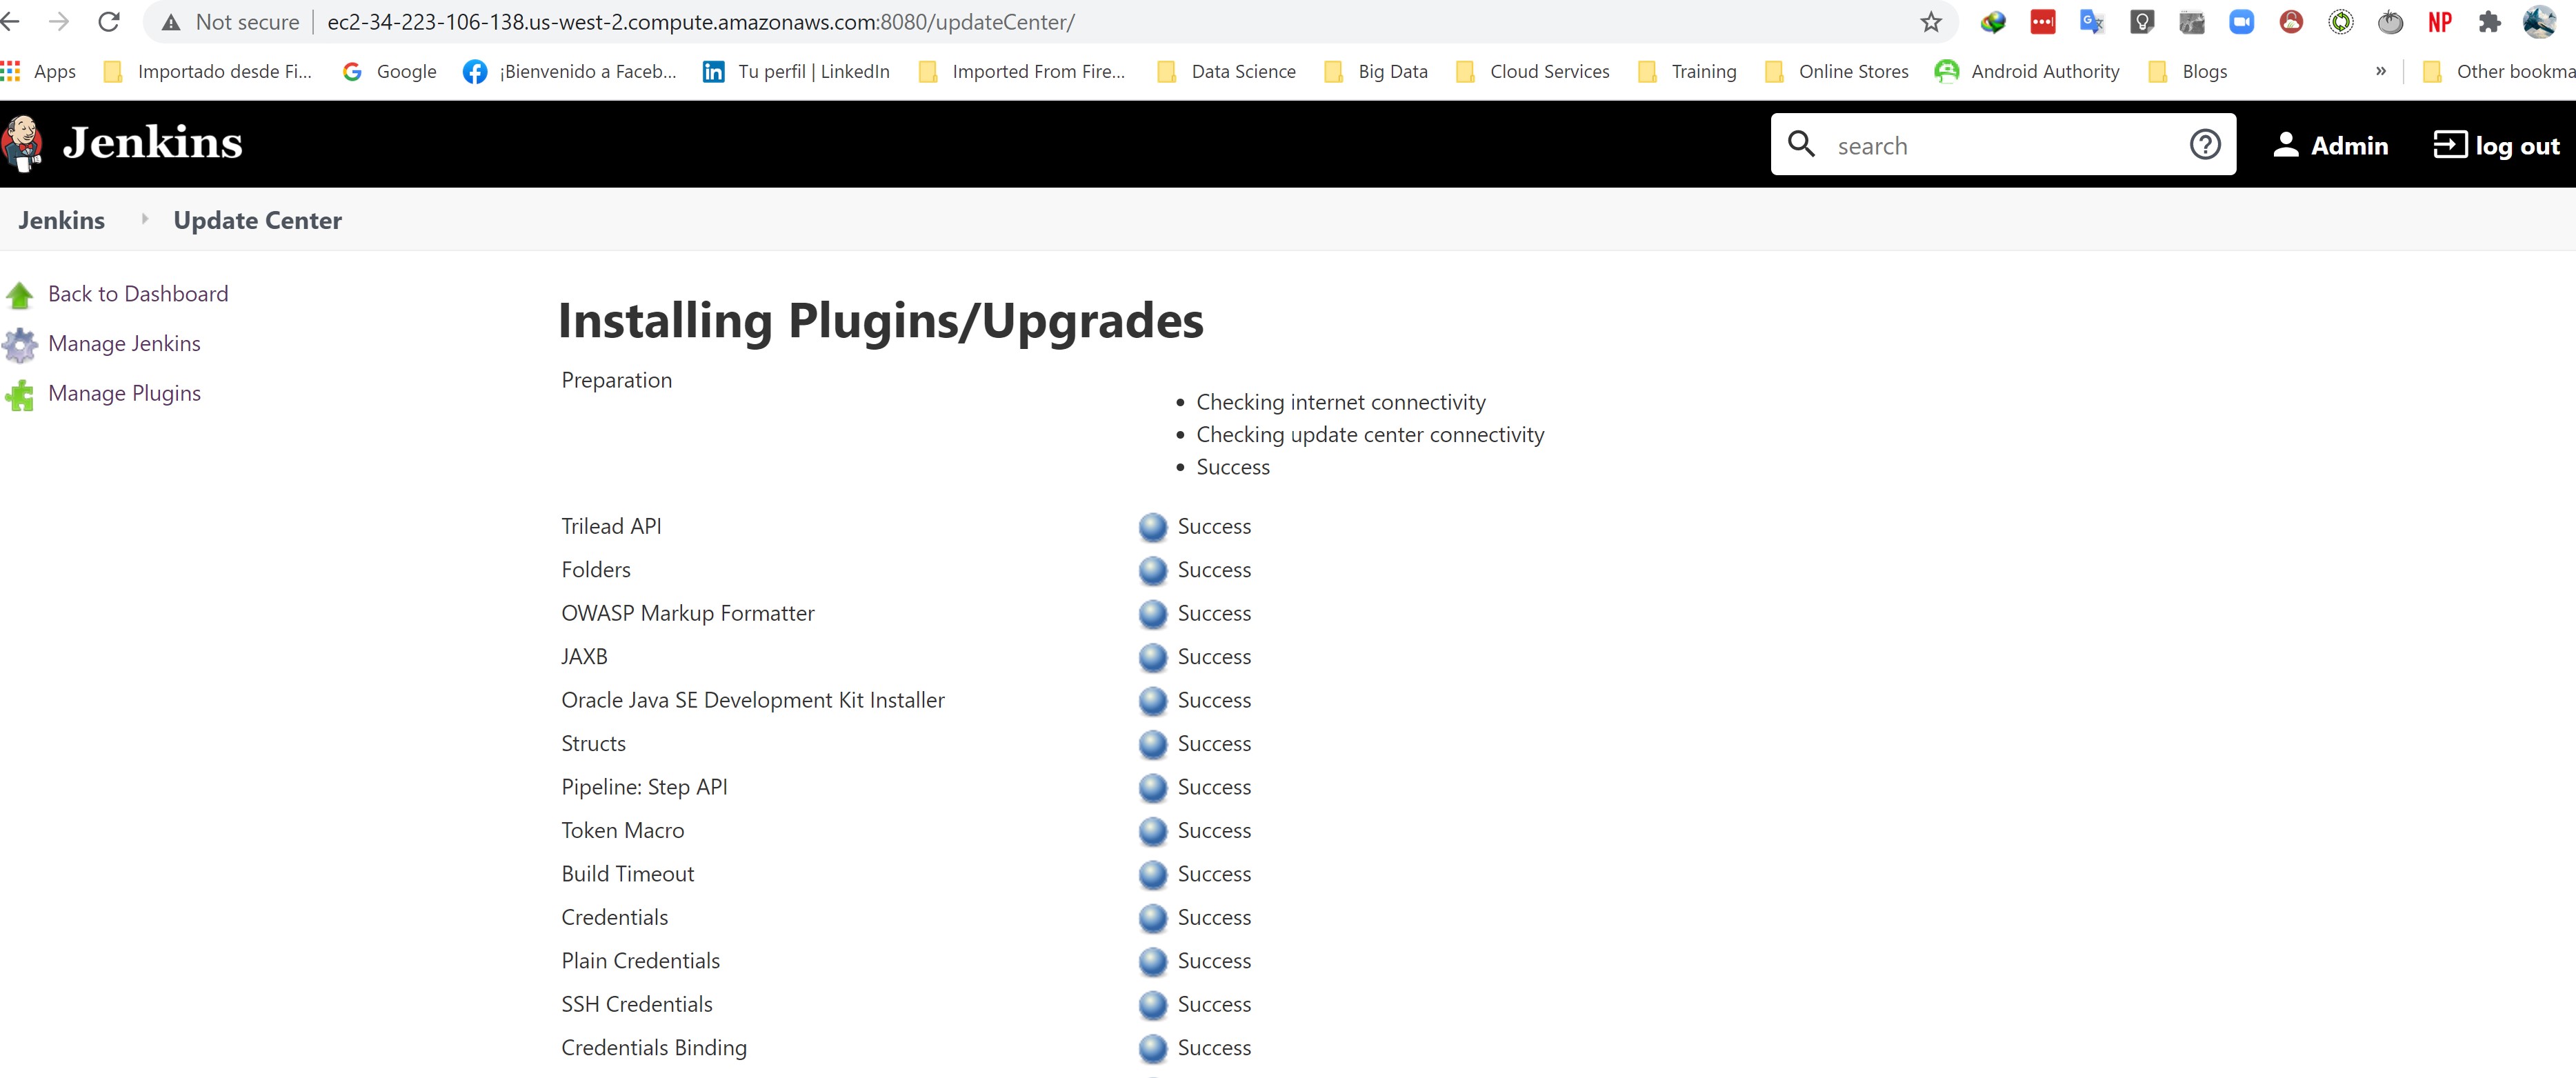 Not secure | ec2-34-223-106-138.us-west-2.compute.amazonaws.com:8080/updateCenter/
NP
Apps Importado desde Fi... Google ¡Bienvenido a Faceb... Tu perfil | LinkedIn Imported From Fire... Data Science Big Data Cloud Services Training Online Stores Android Authority Blogs » Other bookma
Jenkins search Admin log out
Jenkins Update Center
Back to Dashboard
Manage Jenkins
Manage Plugins
Installing Plugins/Upgrades
Preparation
• Checking internet connectivity
• Checking update center connectivity
• Success
Trilead API Success
Folders Success
OWASP Markup Formatter Success
JAXB Success
Oracle Java SE Development Kit Installer Success
Structs Success
Pipeline: Step API Success
Token Macro Success
Build Timeout Success
Credentials Success
Plain Credentials Success
SSH Credentials Success
Credentials Binding Success